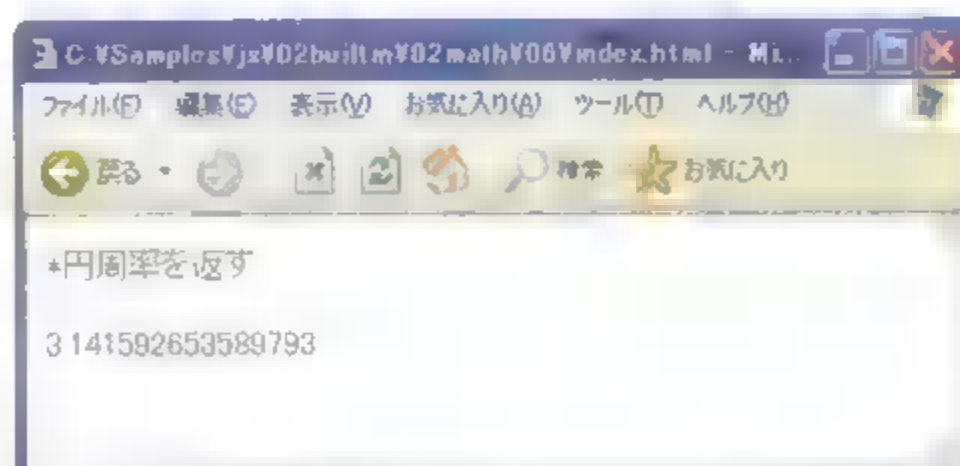 C:¥Samples¥js¥02builtin¥02math¥06¥index.html - Mi...
ファイル(F) 編集(E) 表示(V) お気に入り(A) ツール(T) ヘルプ(H)
戻る 検索 お気に入り
*円周率を返す
3.141592653589793